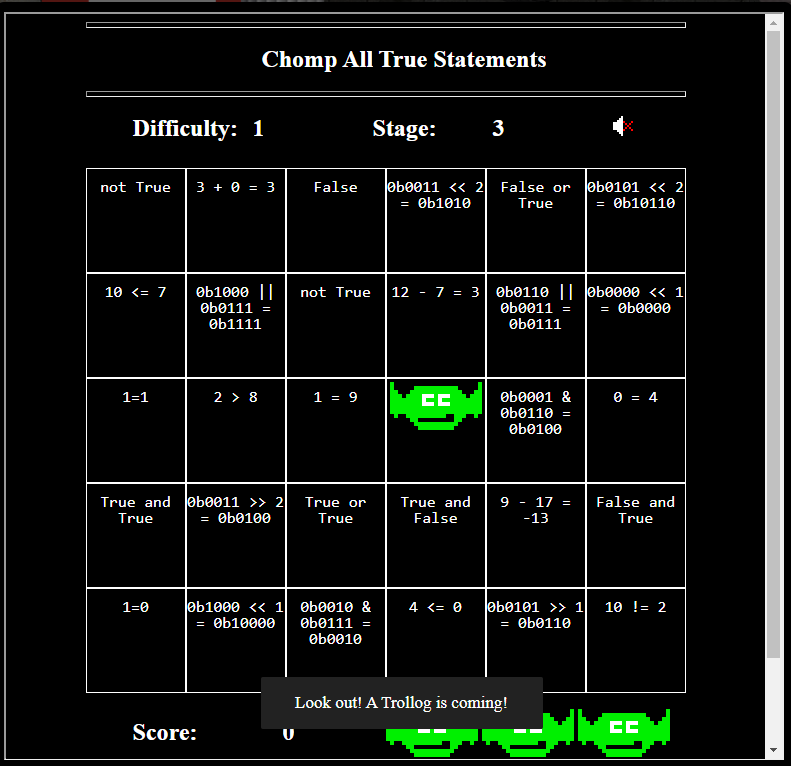 Chomp All True Statements
Difficulty: 1 Stage: 3
not True 3 + 0 = 3 False 0b0011 << 2 False or 0b0101 << 2
= 0b1010 True = 0b10110
10 <= 7 0b1000 || not True 12 - 7 = 3 0b0110 || 0b0000 << 1
0b0111 = 0b0011 = = 0b0000
0b1111 0b0111
1=1 2 > 8 1 = 9 0b0001 & 0 = 4
0b0110 =
0b0100
True and 0b0011 >> 2 True or True and 9 - 17 = False and
True = 0b0100 True False -13 True
1=0 0b1000 << 1 0b0010 & 4 <= 0 0b0101 >> 1 10 != 2
= 0b10000 0b0111 = = 0b0110
0b0010
Look out! A Trollog is coming!
Score: 0